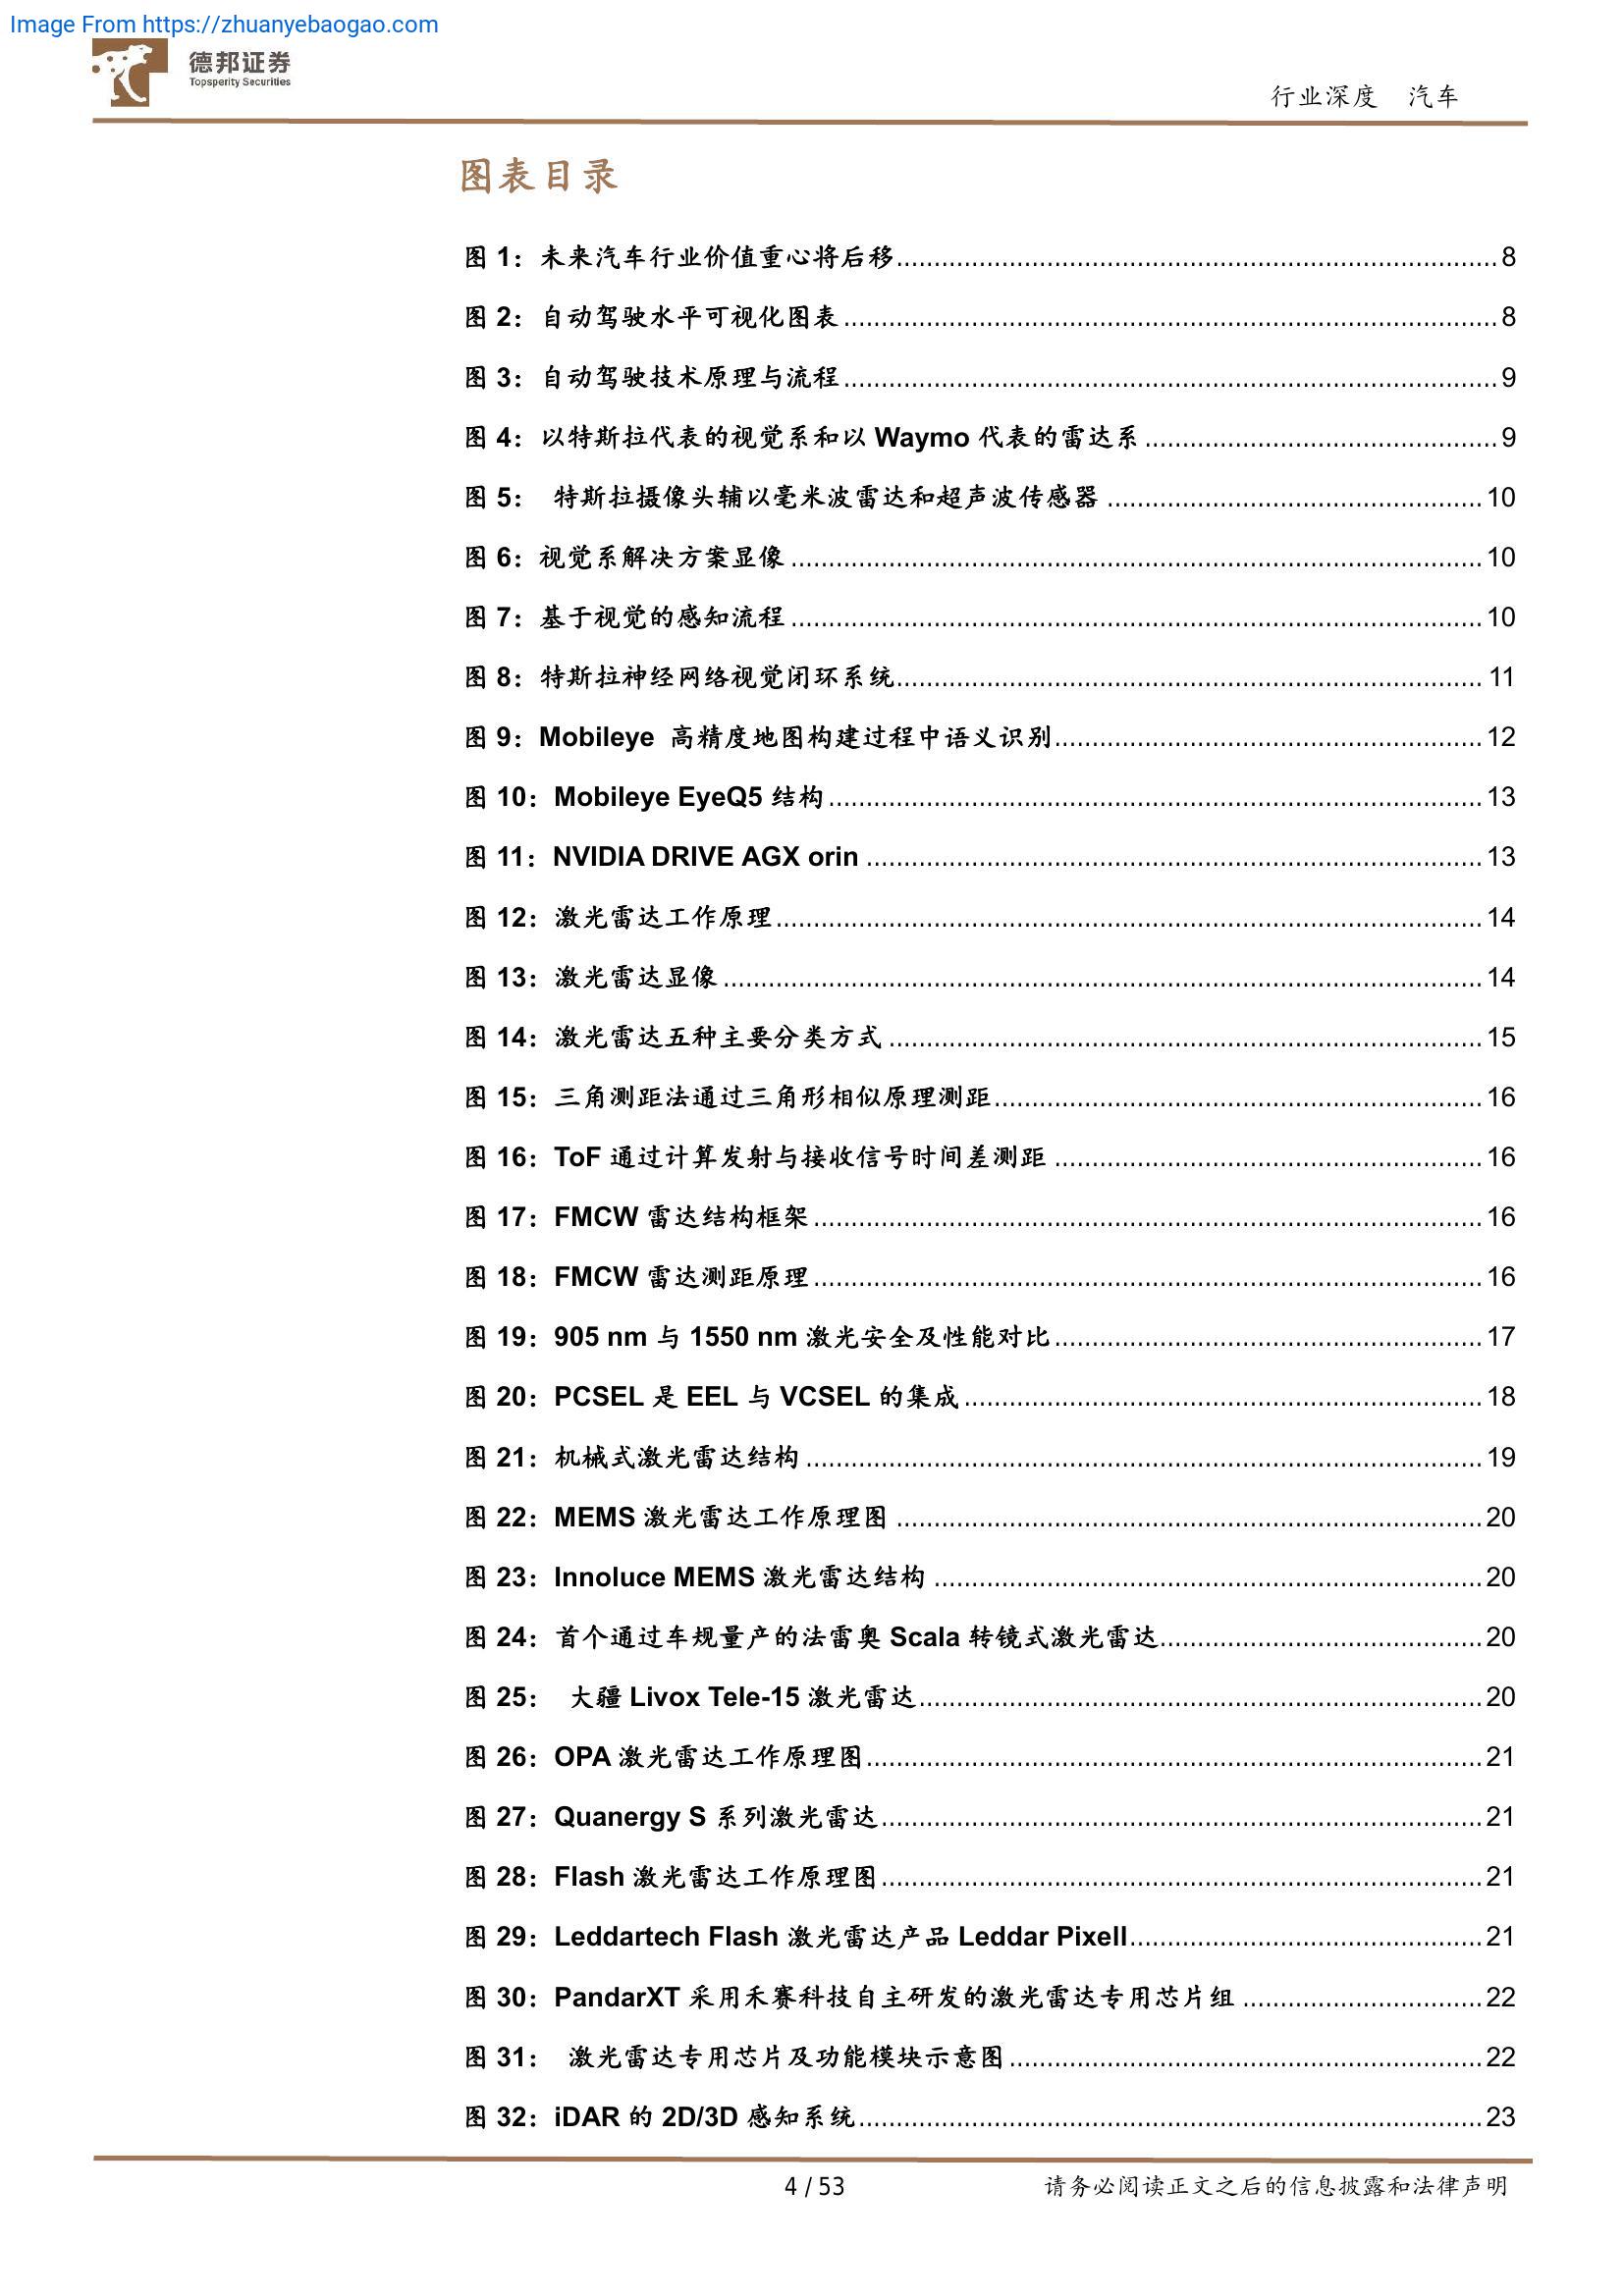 Image From https://zhuanyebaogao.com
德邦证券
Topsperity Securities
行业深度 汽车
图表目录
图 1：未来汽车行业价值重心将后移................................................................................8
图 2：自动驾驶水平可视化图表................................................................................8
图 3：自动驾驶技术原理与流程................................................................................9
图 4：以特斯拉代表的视觉系和以 Waymo 代表的雷达系................................................9
图 5： 特斯拉摄像头辅以毫米波雷达和超声波传感器..................................................10
图 6：视觉系解决方案显像................................................................................10
图 7：基于视觉的感知流程................................................................................10
图 8：特斯拉神经网络视觉闭环系统................................................................................11
图 9：Mobileye 高精度地图构建过程中语义识别.........................................................12
图 10：Mobileye EyeQ5 结构................................................................................13
图 11：NVIDIA DRIVE AGX orin................................................................................13
图 12：激光雷达工作原理................................................................................14
图 13：激光雷达显像................................................................................14
图 14：激光雷达五种主要分类方式................................................................................15
图 15：三角测距法通过三角形相似原理测距.................................................................16
图 16：ToF 通过计算发射与接收信号时间差测距.........................................................16
图 17：FMCW 雷达结构框架................................................................................16
图 18：FMCW 雷达测距原理................................................................................16
图 19：905 nm 与 1550 nm 激光安全及性能对比.........................................................17
图 20：PCSEL 是 EEL 与 VCSEL 的集成.....................................................................18
图 21：机械式激光雷达结构................................................................................19
图 22：MEMS 激光雷达工作原理图................................................................................20
图 23：Innoluce MEMS 激光雷达结构.........................................................................20
图 24：首个通过车规量产的法雷奥 Scala 转镜式激光雷达...........................................20
图 25： 大疆 Livox Tele-15 激光雷达...........................................................................20
图 26：OPA 激光雷达工作原理图................................................................................21
图 27：Quanergy S 系列激光雷达................................................................................21
图 28：Flash 激光雷达工作原理图................................................................................21
图 29：Leddartech Flash 激光雷达产品 Leddar Pixell...............................................21
图 30：PandarXT 采用禾赛科技自主研发的激光雷达专用芯片组................................22
图 31： 激光雷达专用芯片及功能模块示意图...............................................................22
图 32：iDAR 的 2D/3D 感知系统................................................................................23
4 / 53
请务必阅读正文之后的信息披露和法律声明